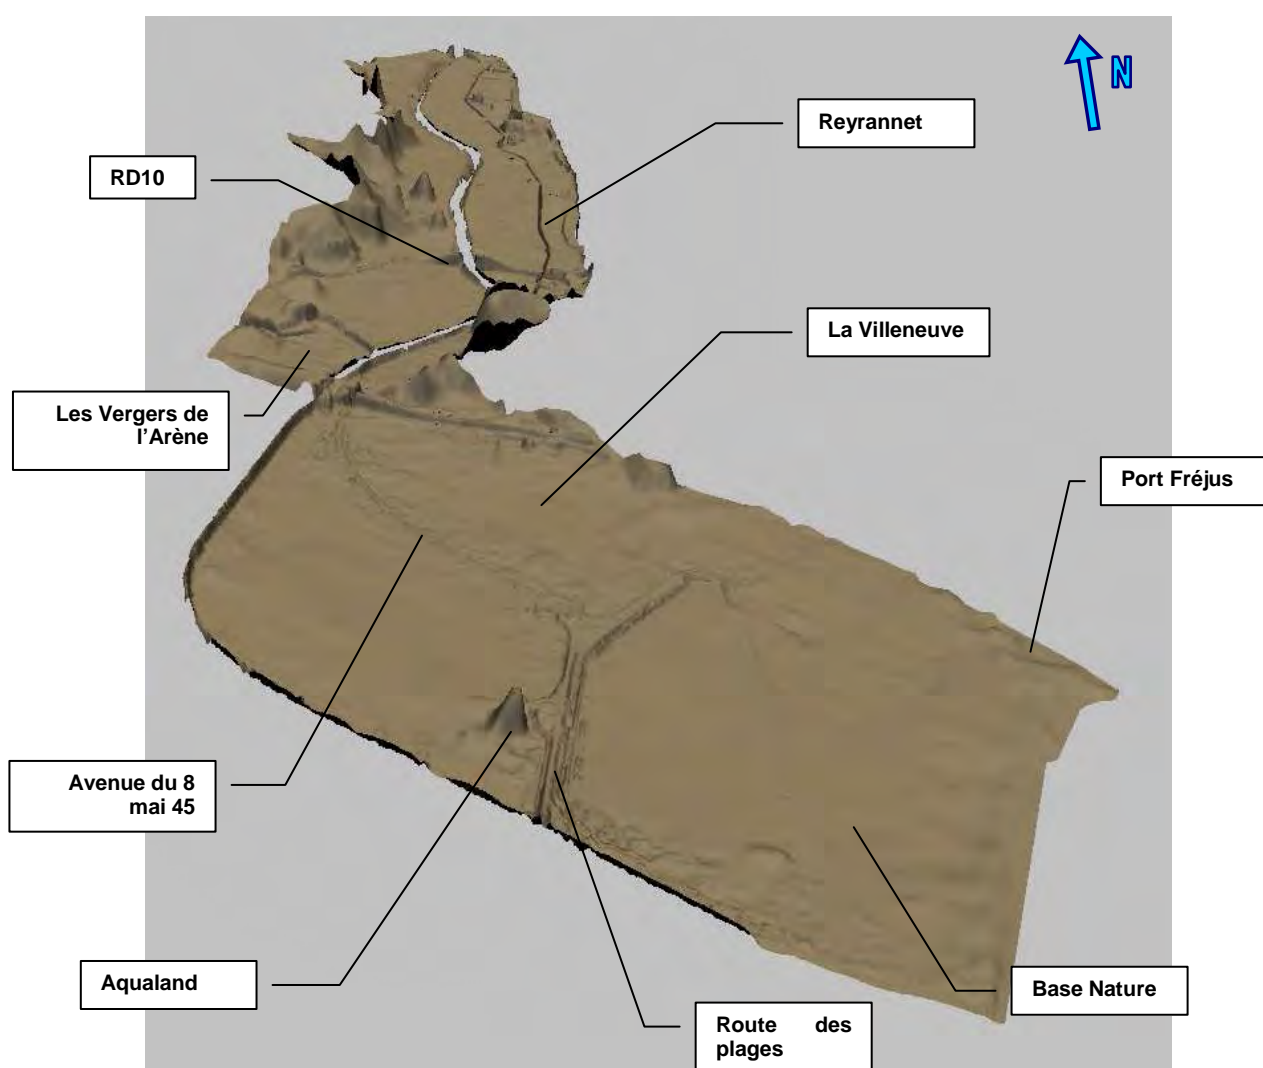 N
Reyrannet
RD10
La Villeneuve
Les Vergers de
l'Arène
Port Fréjus
Avenue du 8
mai 45
Aqualand
Base Nature
Route des
plages